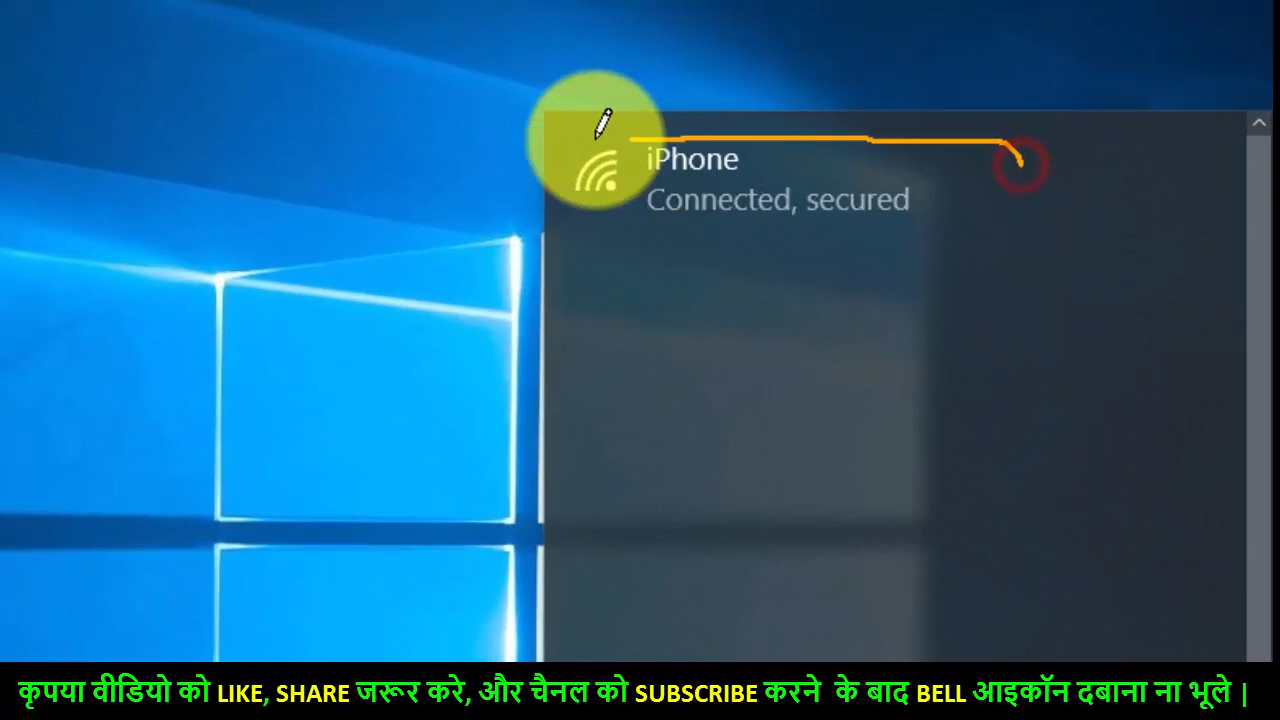 iPhone
Connected, secured
कृपया वीडियो को LIKE, SHARE जरूर करे, और चैनल को SUBSCRIBE करने के बाद BELL आइकॉन दबाना ना भूले |